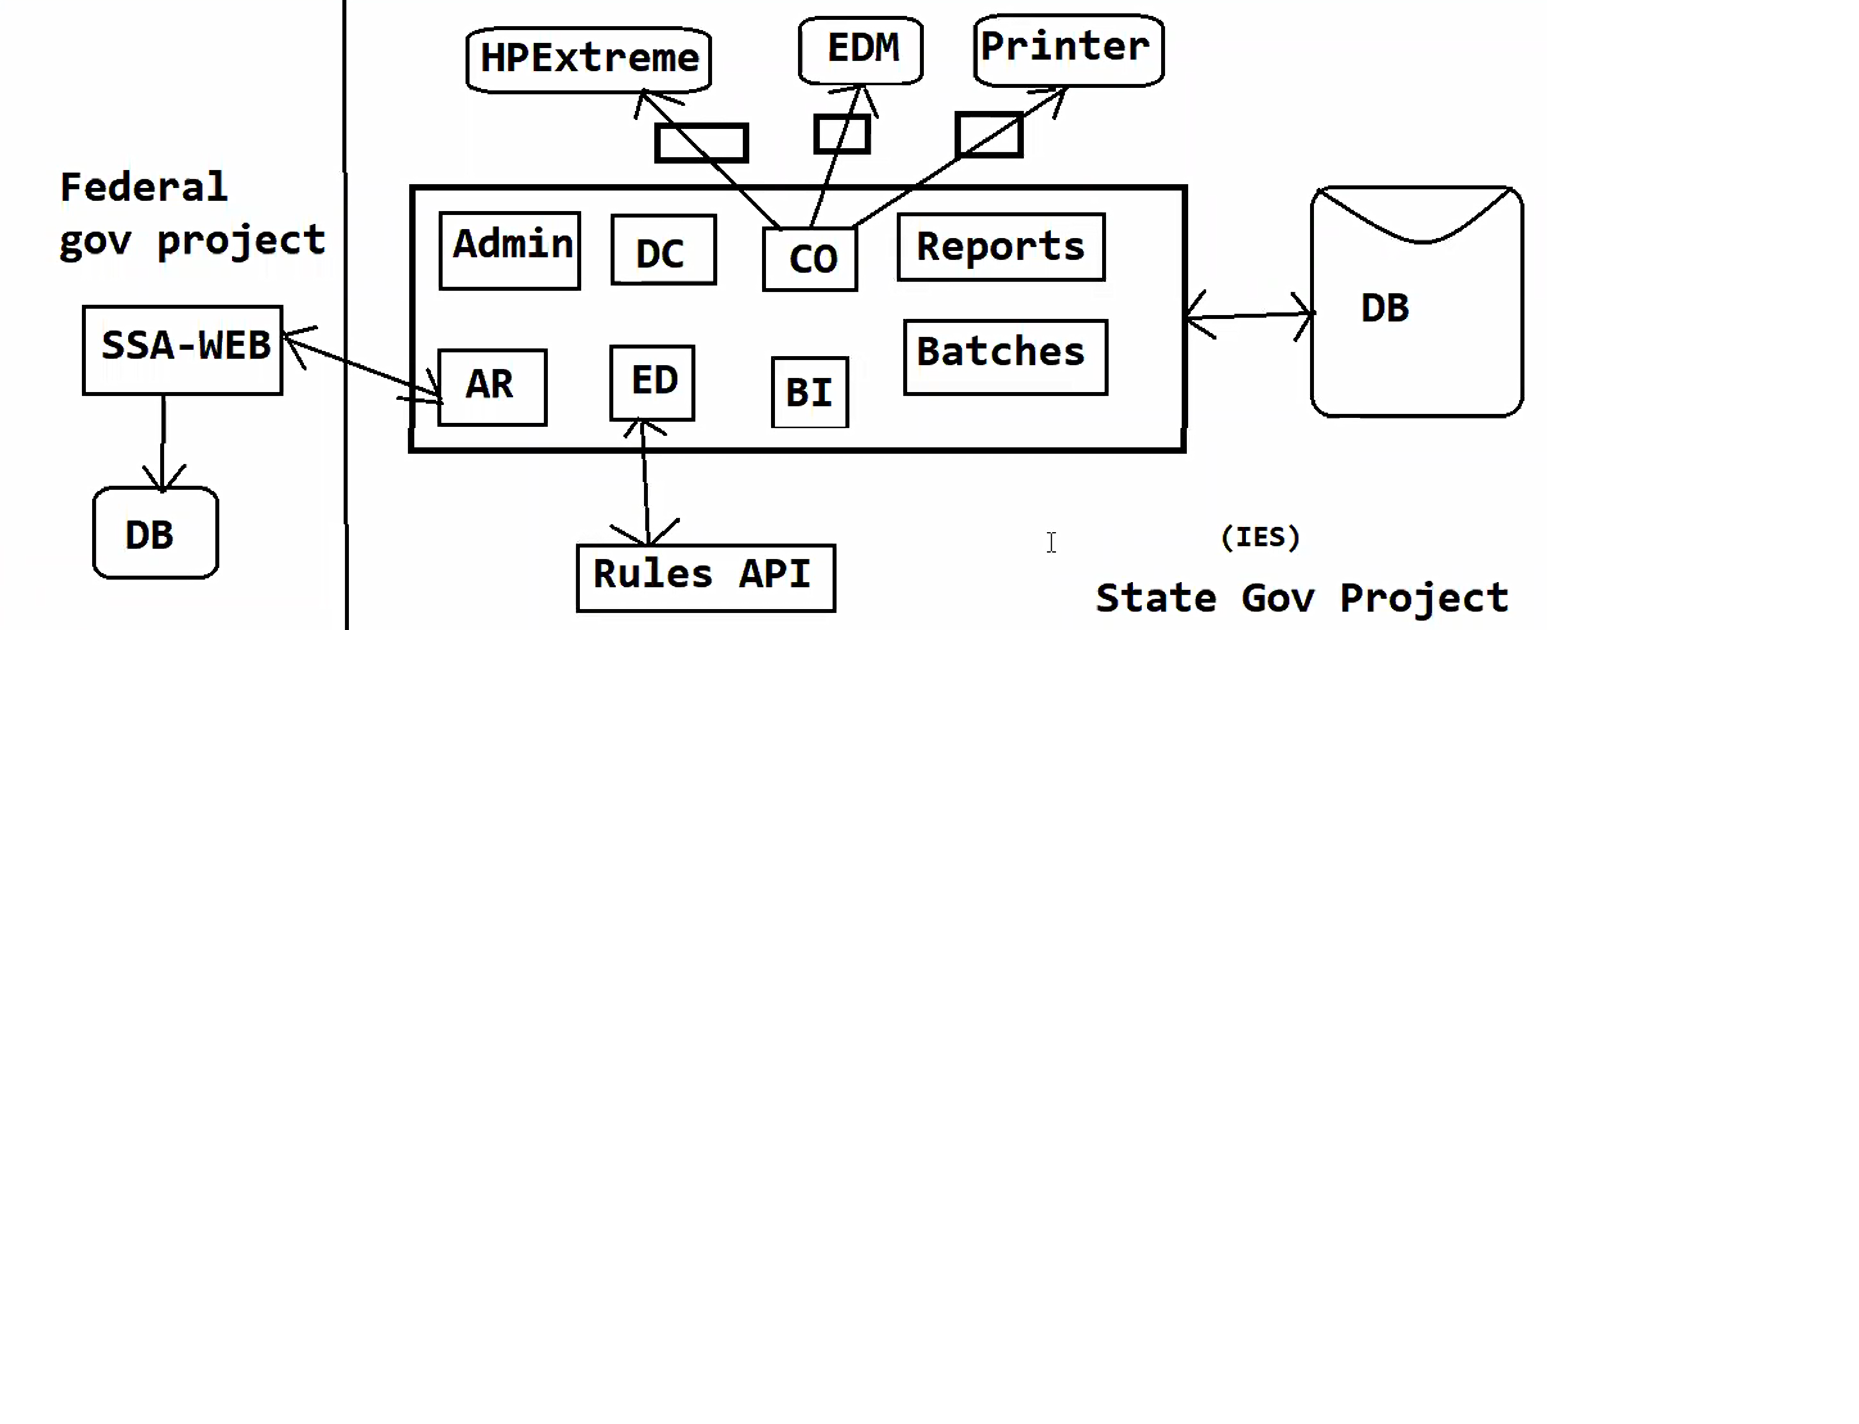 HPExtreme
EDM
Printer
Federal
gov project
Admin
DC
CO
Reports
DB
SSA-WEB
AR
ED
BI
Batches
DB
Rules API
(IES)
State Gov Project